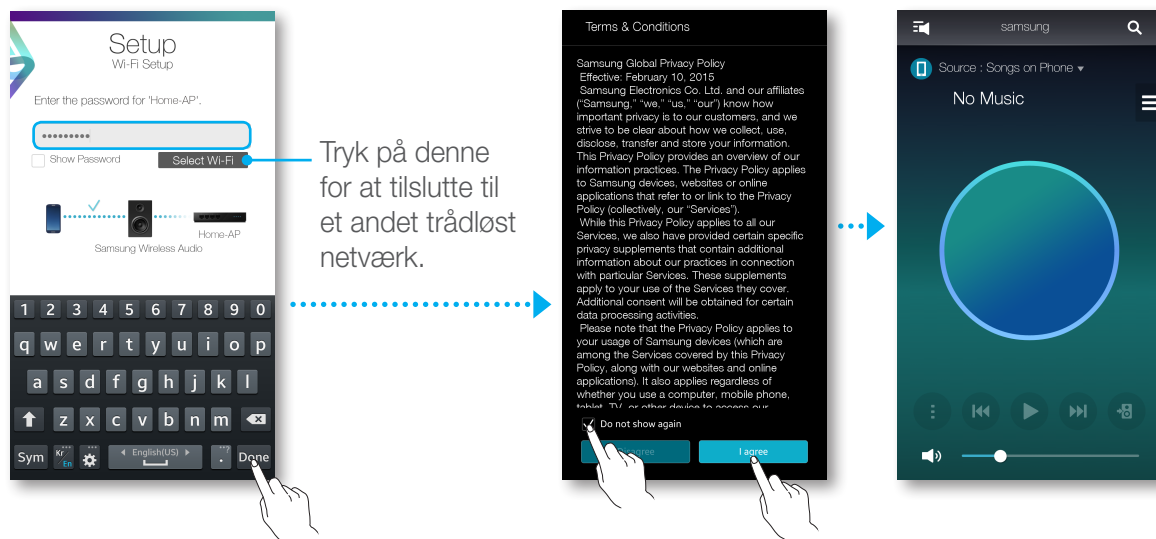 Setup
Wi-Fi Setup
Enter the password for 'Home-AP'.
•••••••••
Show Password
Select Wi-Fi
Home-AP
Samsung Wireless Audio
1 2 3 4 5 6 7 8 9 0
q w e r t y u i o p
a s d f g h j k l
z x c v b n m
Sym Kr En English(US) . Done
Tryk på denne
for at tilslutte til
et andet trådløst
netværk.
Terms & Conditions
Samsung Global Privacy Policy
Effective: February 10, 2015
Samsung Electronics Co. Ltd. and our affiliates
(“Samsung,” “we,” “us,” “our”) know how
important privacy is to our customers, and we
strive to be clear about how we collect, use,
disclose, transfer and store your information.
This Privacy Policy provides an overview of our
information practices. The Privacy Policy applies
to Samsung devices, websites or online
applications that refer to or link to the Privacy
Policy (collectively, our “Services”).
While this Privacy Policy applies to all our
Services, we also have provided certain specific
privacy supplements that contain additional
information about our practices in connection
with particular Services. These supplements
apply to your use of the Services they cover.
Additional consent will be obtained for certain
data processing activities.
Please note that the Privacy Policy applies to
your usage of Samsung devices (which are
among the Services covered by this Privacy
Policy, along with our websites and online
applications). It also applies regardless of
whether you use a computer, mobile phone,
tablet, TV, or other device to access our
Do not show again
Disagree
I agree
samsung
Source : Songs on Phone
No Music